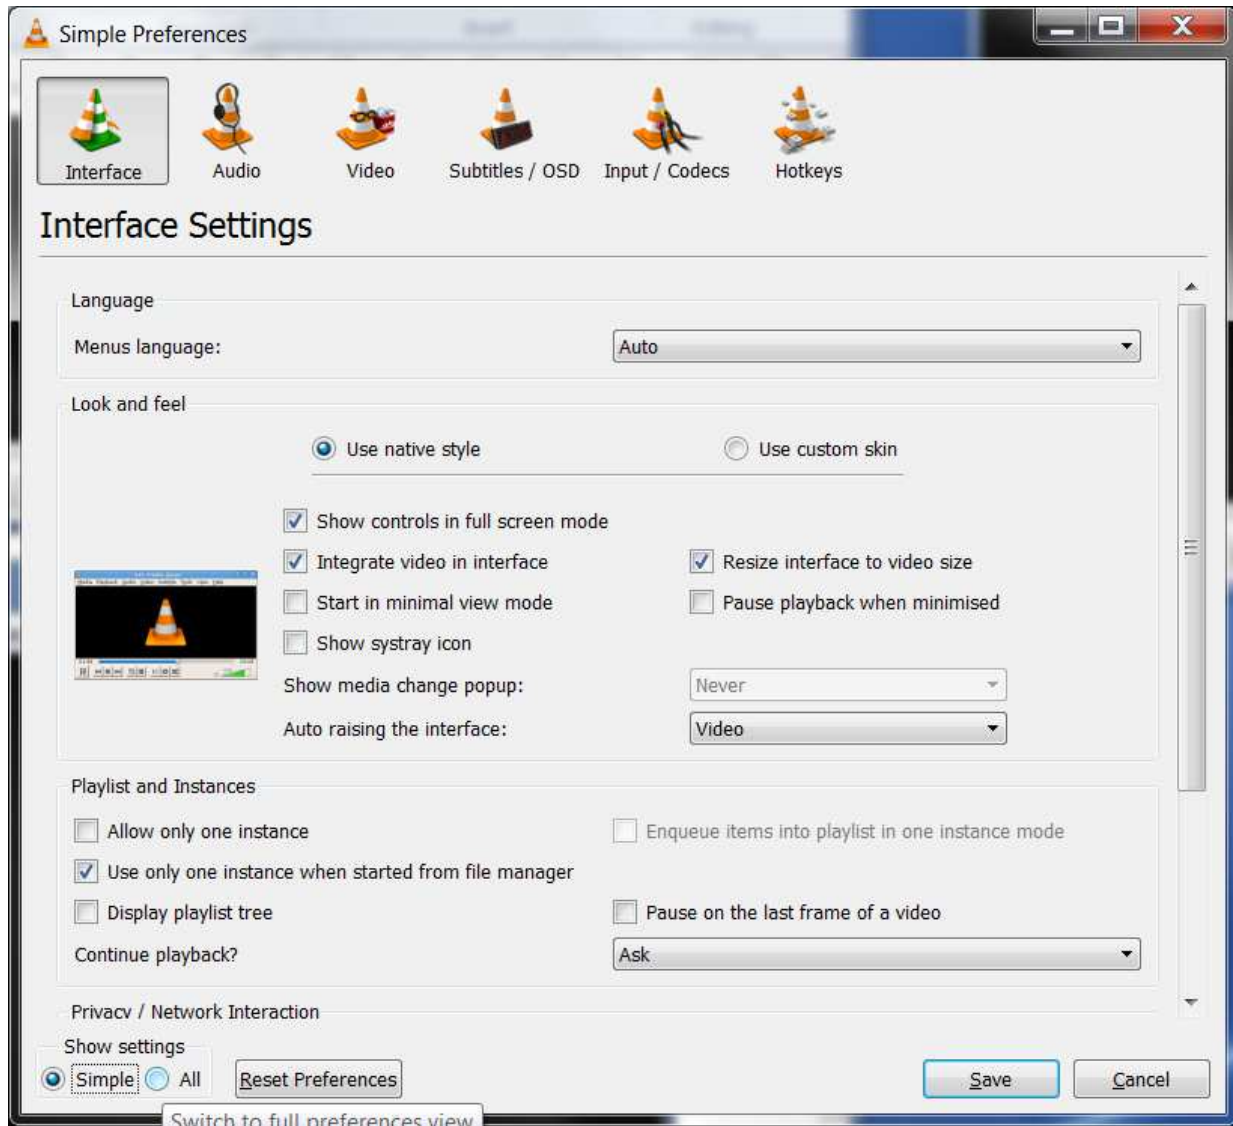 Simple Preferences
Interface
Audio
Video
Subtitles / OSD
Input / Codecs
Hotkeys
Interface Settings
Language
Menus language:
Auto
Look and feel
Use native style
Use custom skin
Show controls in full screen mode
Integrate video in interface
Resize interface to video size
Start in minimal view mode
Pause playback when minimised
Show systray icon
Show media change popup:
Never
Auto raising the interface:
Video
Playlist and Instances
Allow only one instance
Enqueue items into playlist in one instance mode
Use only one instance when started from file manager
Display playlist tree
Pause on the last frame of a video
Continue playback?
Ask
Privacy / Network Interaction
Show settings
Simple
All
Reset Preferences
Save
Cancel
Switch to full preferences view